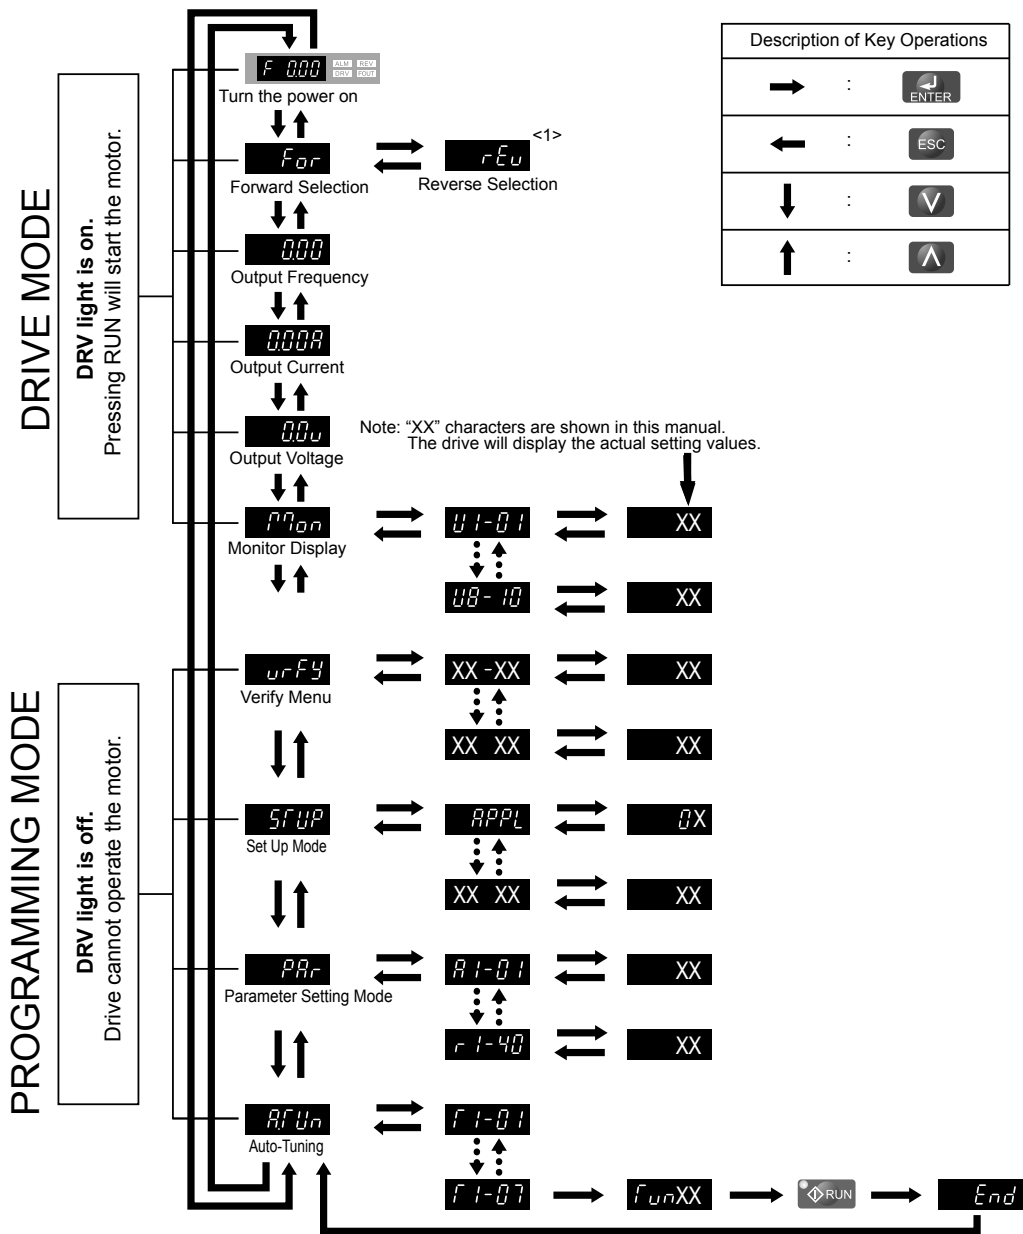 Description of Key Operations
: ENTER
: ESC
: V
: Λ
DRIVE MODE
DRV light is on.
Pressing RUN will start the motor.
F 0.00
ALM REV
DRV FOUT
Turn the power on
For
Forward Selection
rEv
<1>
Reverse Selection
0.00
Output Frequency
0.00A
Output Current
0.0v
Output Voltage
Note: “XX” characters are shown in this manual.
The drive will display the actual setting values.
Mon
Monitor Display
U1-01
XX
U8-10
XX
PROGRAMMING MODE
DRV light is off.
Drive cannot operate the motor.
vrFY
Verify Menu
XX-XX
XX
XX XX
XX
STUP
Set Up Mode
APPL
0X
XX XX
XX
PAr
Parameter Setting Mode
A1-01
XX
r1-40
XX
A.TUn
Auto-Tuning
T1-01
T1-07
TunXX
RUN
End